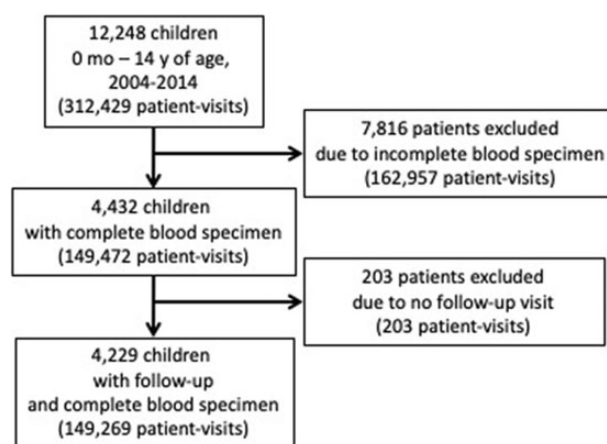 12,248 children
0 mo – 14 y of age,
2004-2014
(312,429 patient-visits)
7,816 patients excluded
due to incomplete blood specimen
(162,957 patient-visits)
4,432 children
with complete blood specimen
(149,472 patient-visits)
203 patients excluded
due to no follow-up visit
(203 patient-visits)
4,229 children
with follow-up
and complete blood specimen
(149,269 patient-visits)